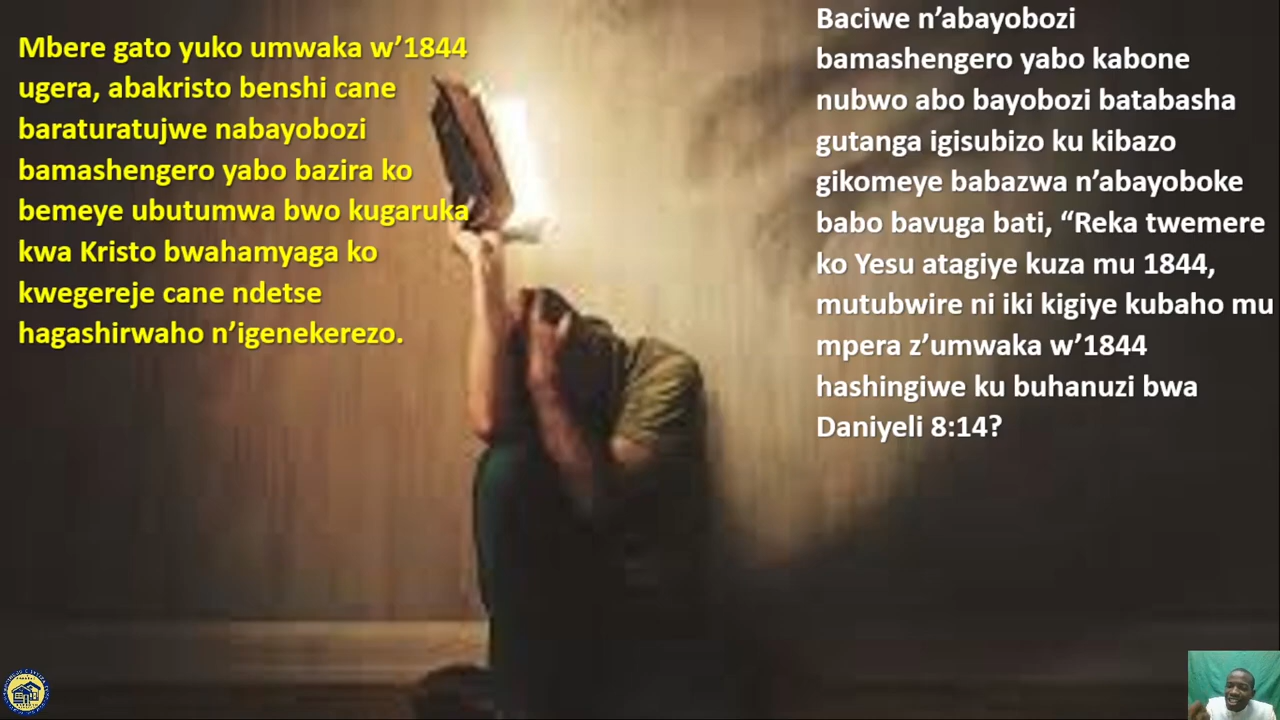 Mbere gato yuko umwaka w’1844
ugera, abakristo benshi cane
baraturatujwe nabayobozi
bamashengero yabo bazira ko
bemeye ubutumwa bwo kugaruka
kwa Kristo bwahamyaga ko
kwegereje cane ndetse
hagashirwaho n’igenekerezo.
Baciwe n’abayobozi
bamashengero yabo kabone
nubwo abo bayobozi batabasha
gutanga igisubizo ku kibazo
gikomeye babazwa n’abayoboke
babo bavuga bati, “Reka twemere
ko Yesu atagiye kuza mu 1844,
mutubwire ni iki kigiye kubaho mu
mpera z’umwaka w’1844
hashingiwe ku buhanuzi bwa
Daniyeli 8:14?